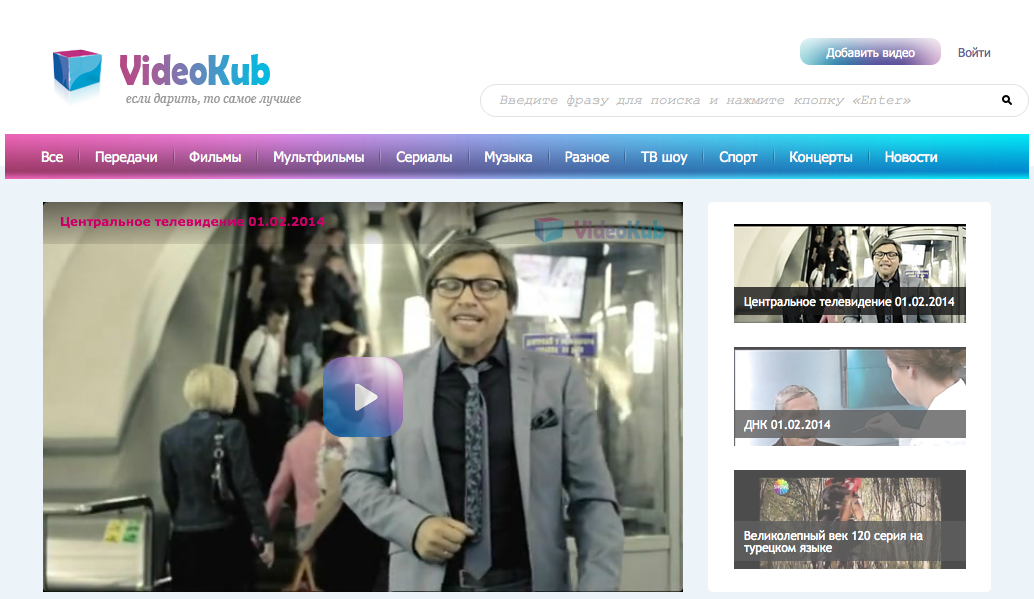 VideoKub
если дарить, то самое лучшее
Добавить видео
Войти
Введите фразу для поиска и нажмите кпопку «Enter»
Все
Передачи
Фильмы
Мультфильмы
Сериалы
Музыка
Разное
ТВ шоу
Спорт
Концерты
Новости
Центральное телевидение 01.02.2014
VideoKub
Центральное телевидение 01.02.2014
ДНК 01.02.2014
Великолепный век 120 серия на
турецком языке